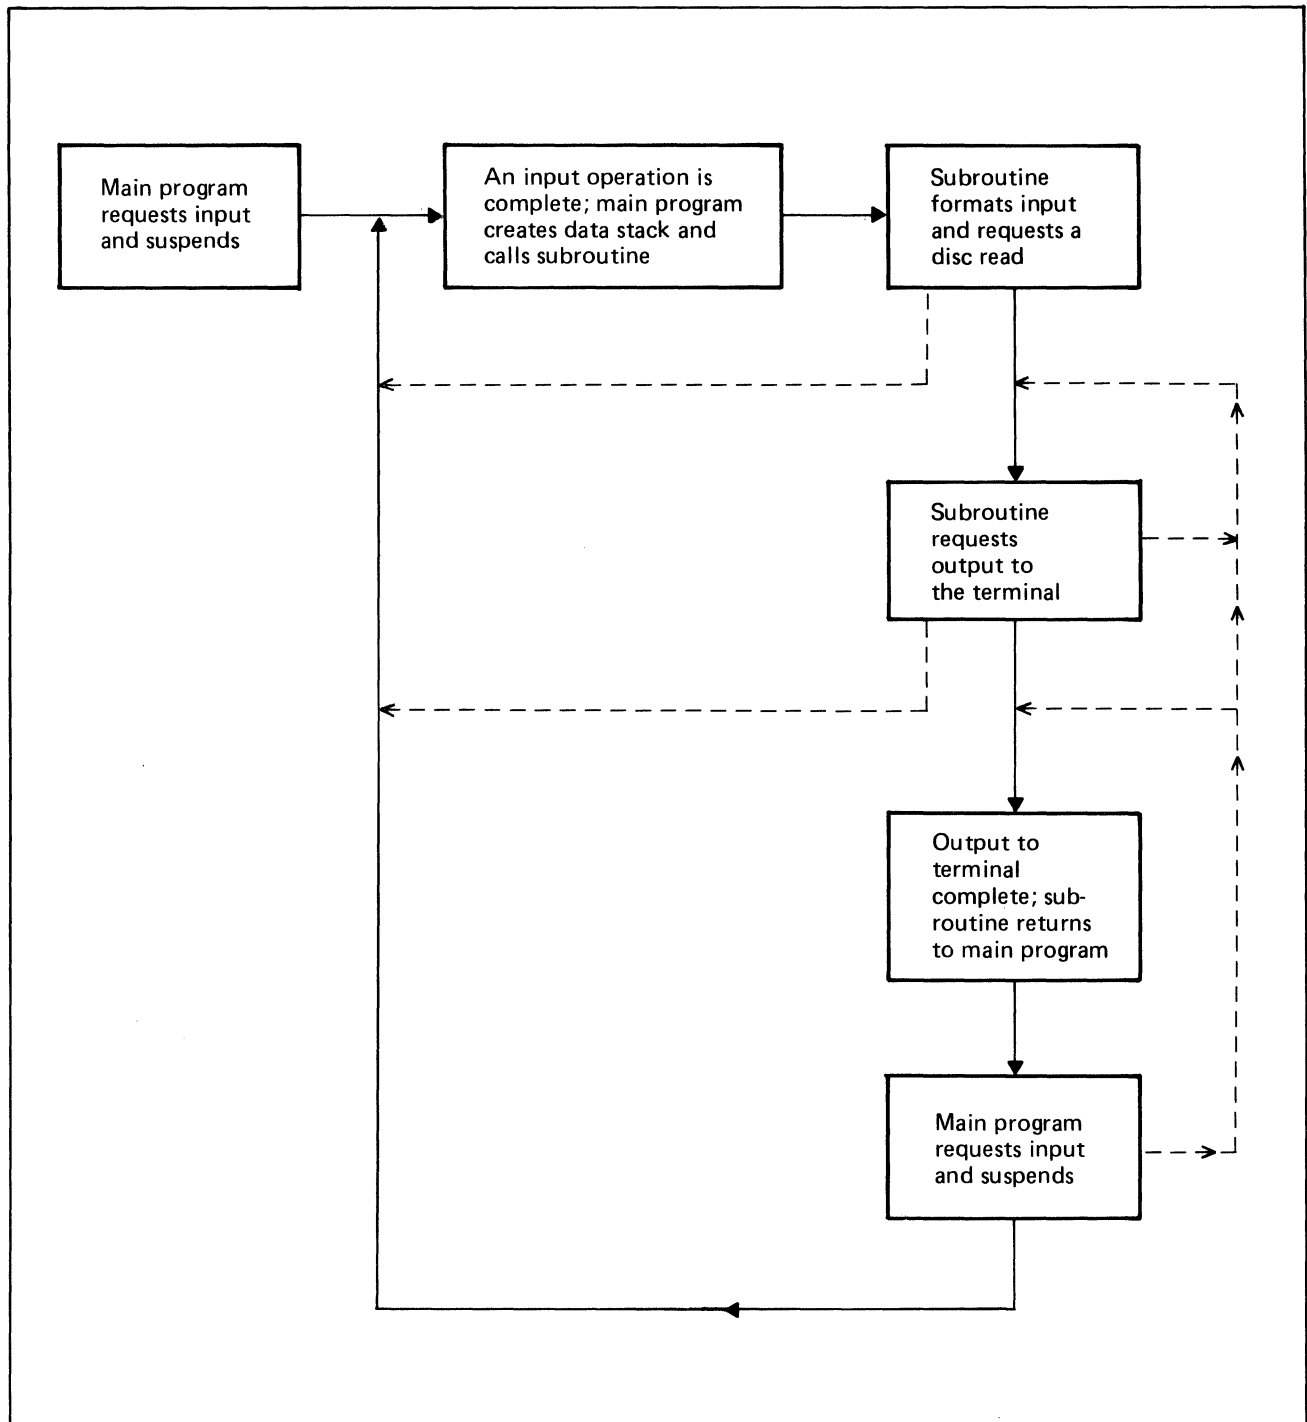 Main program
requests input
and suspends
An input operation is
complete; main program
creates data stack and
calls subroutine
Subroutine
formats input
and requests a
disc read
Subroutine
requests
output to
the terminal
Output to
terminal
complete; sub-
routine returns
to main program
Main program
requests input
and suspends